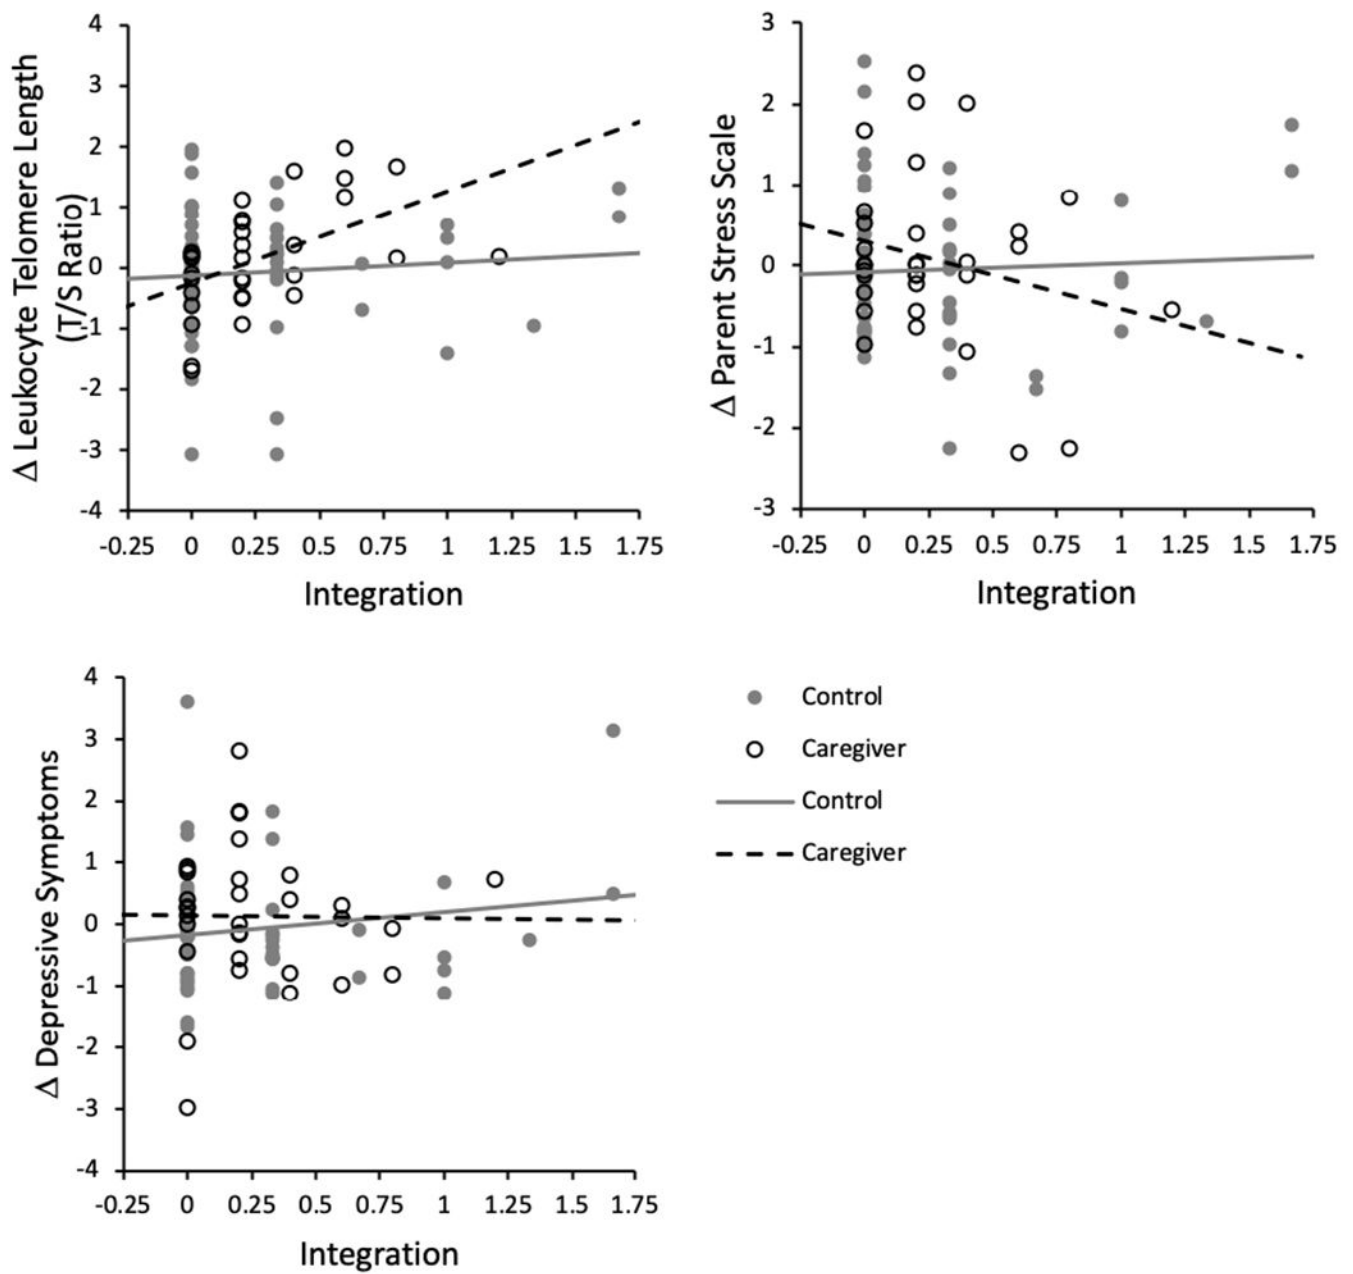 Δ Leukocyte Telomere Length
(T/S Ratio)
4
3
2
1
0
-1
-2
-3
-4
-0.25 0 0.25 0.5 0.75 1 1.25 1.5 1.75
Integration
Δ Parent Stress Scale
3
2
1
0
-1
-2
-3
-0.25 0 0.25 0.5 0.75 1 1.25 1.5 1.75
Integration
Δ Depressive Symptoms
4
3
2
1
0
-1
-2
-3
-4
-0.25 0 0.25 0.5 0.75 1 1.25 1.5 1.75
Integration
Control
Caregiver
Control
Caregiver